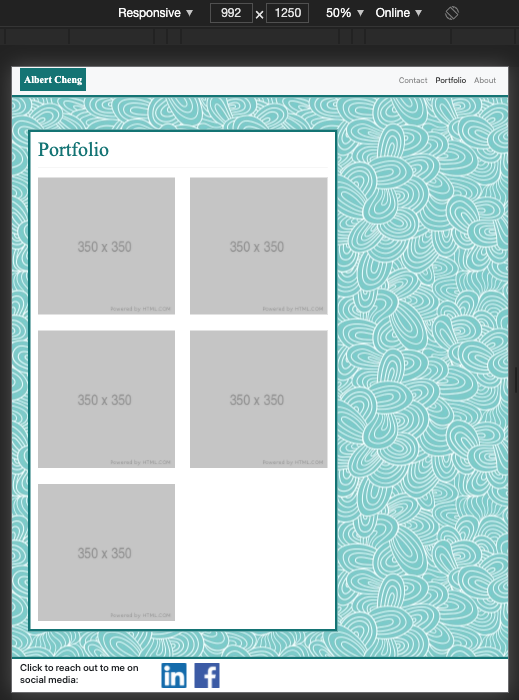 Responsive ▼ 992 x 1250 50% ▼ Online ▼
Albert Cheng
Contact Portfolio About
Portfolio
350 x 350
Powered by HTML.COM
350 x 350
Powered by HTML.COM
350 x 350
Powered by HTML.COM
350 x 350
Powered by HTML.COM
350 x 350
Powered by HTML.COM
Click to reach out to me on
social media:
in f